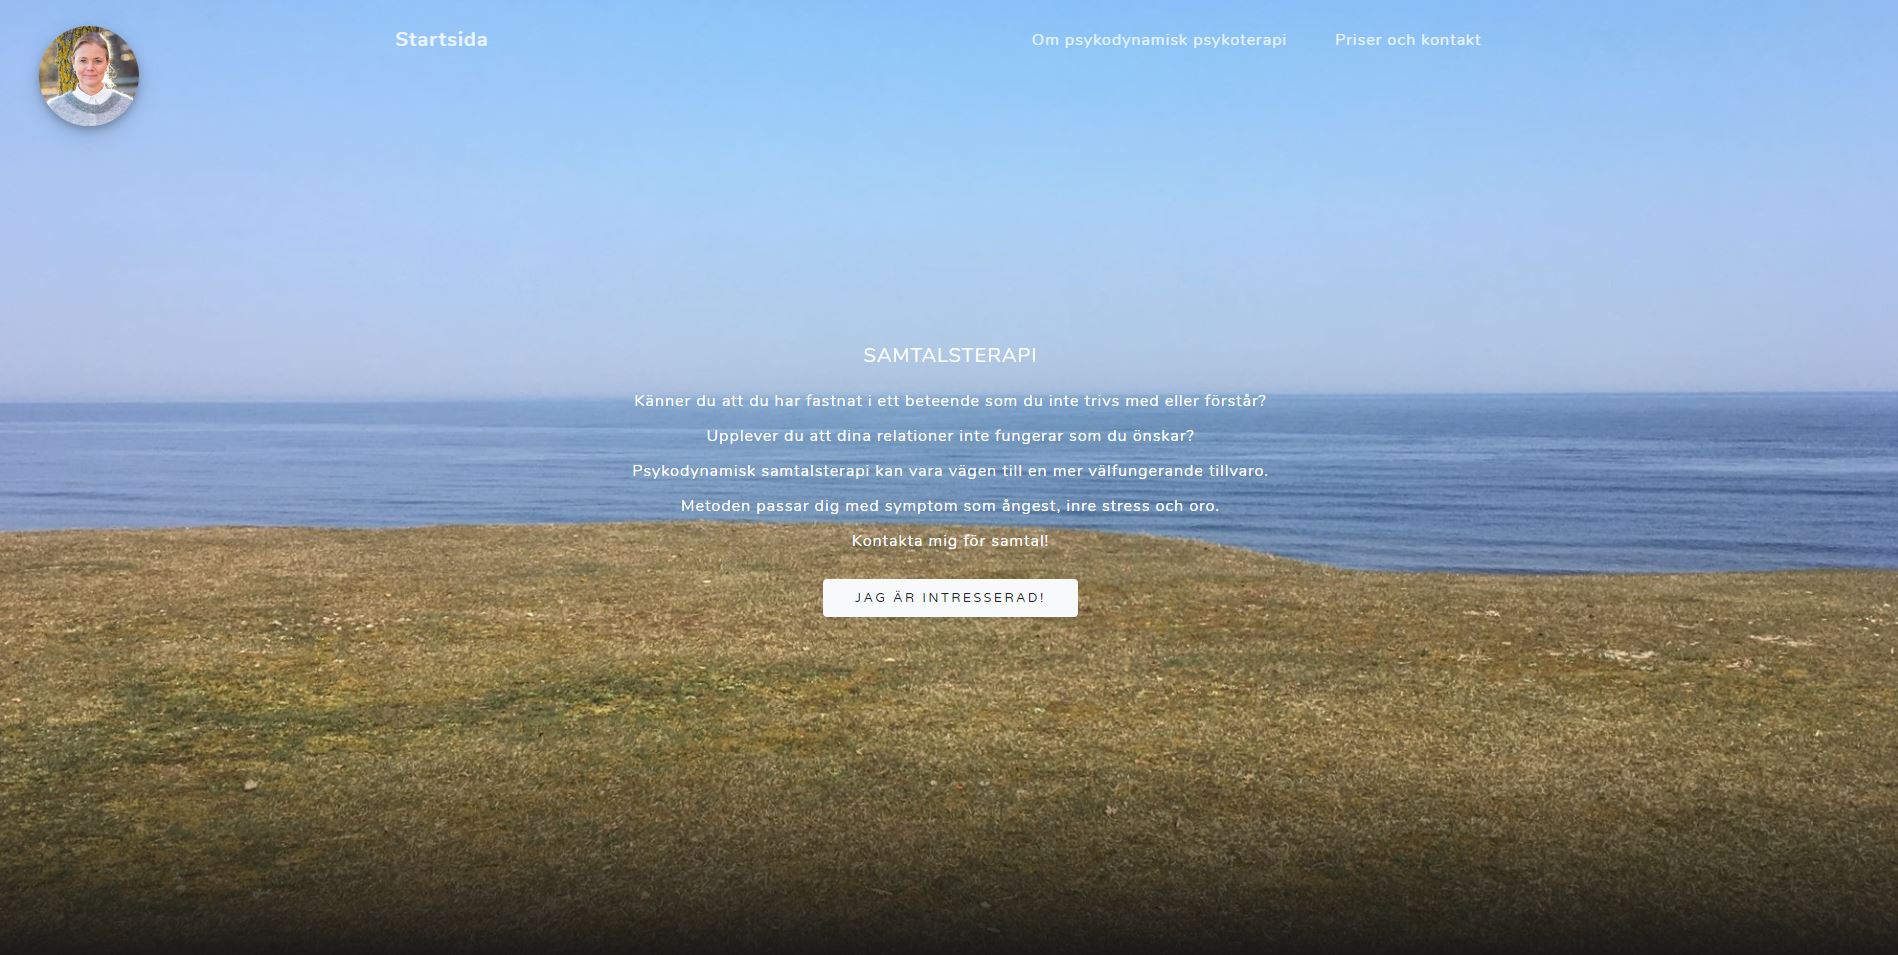 Startsida
Om psykodynamisk psykoterapi
Priser och kontakt
SAMTALSTERAPI
Känner du att du har fastnat i ett beteende som du inte trivs med eller förstår?
Upplever du att dina relationer inte fungerar som du önskar?
Psykodynamisk samtalsterapi kan vara vägen till en mer välfungerande tillvaro.
Metoden passar dig med symptom som ångest, inre stress och oro.
Kontakta mig för samtal!
JAG ÄR INTRESSERAD!